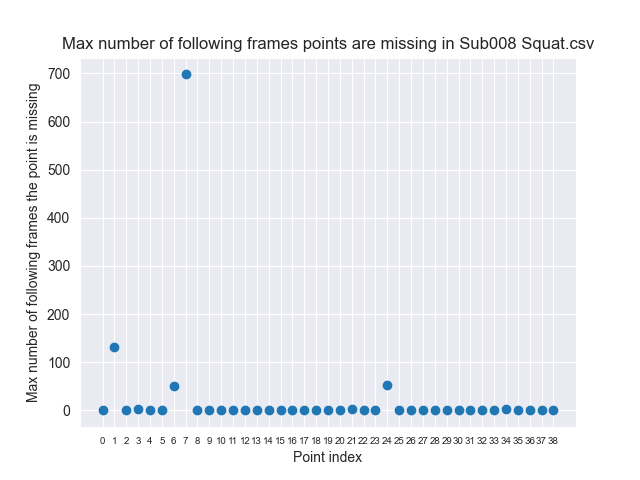 Max number of following frames points are missing in Sub008 Squat.csv
Max number of following frames the point is missing
700
600
500
400
300
200
100
0
0 1 2 3 4 5 6 7 8 9 10 11 12 13 14 15 16 17 18 19 20 21 22 23 24 25 26 27 28 29 30 31 32 33 34 35 36 37 38
Point index